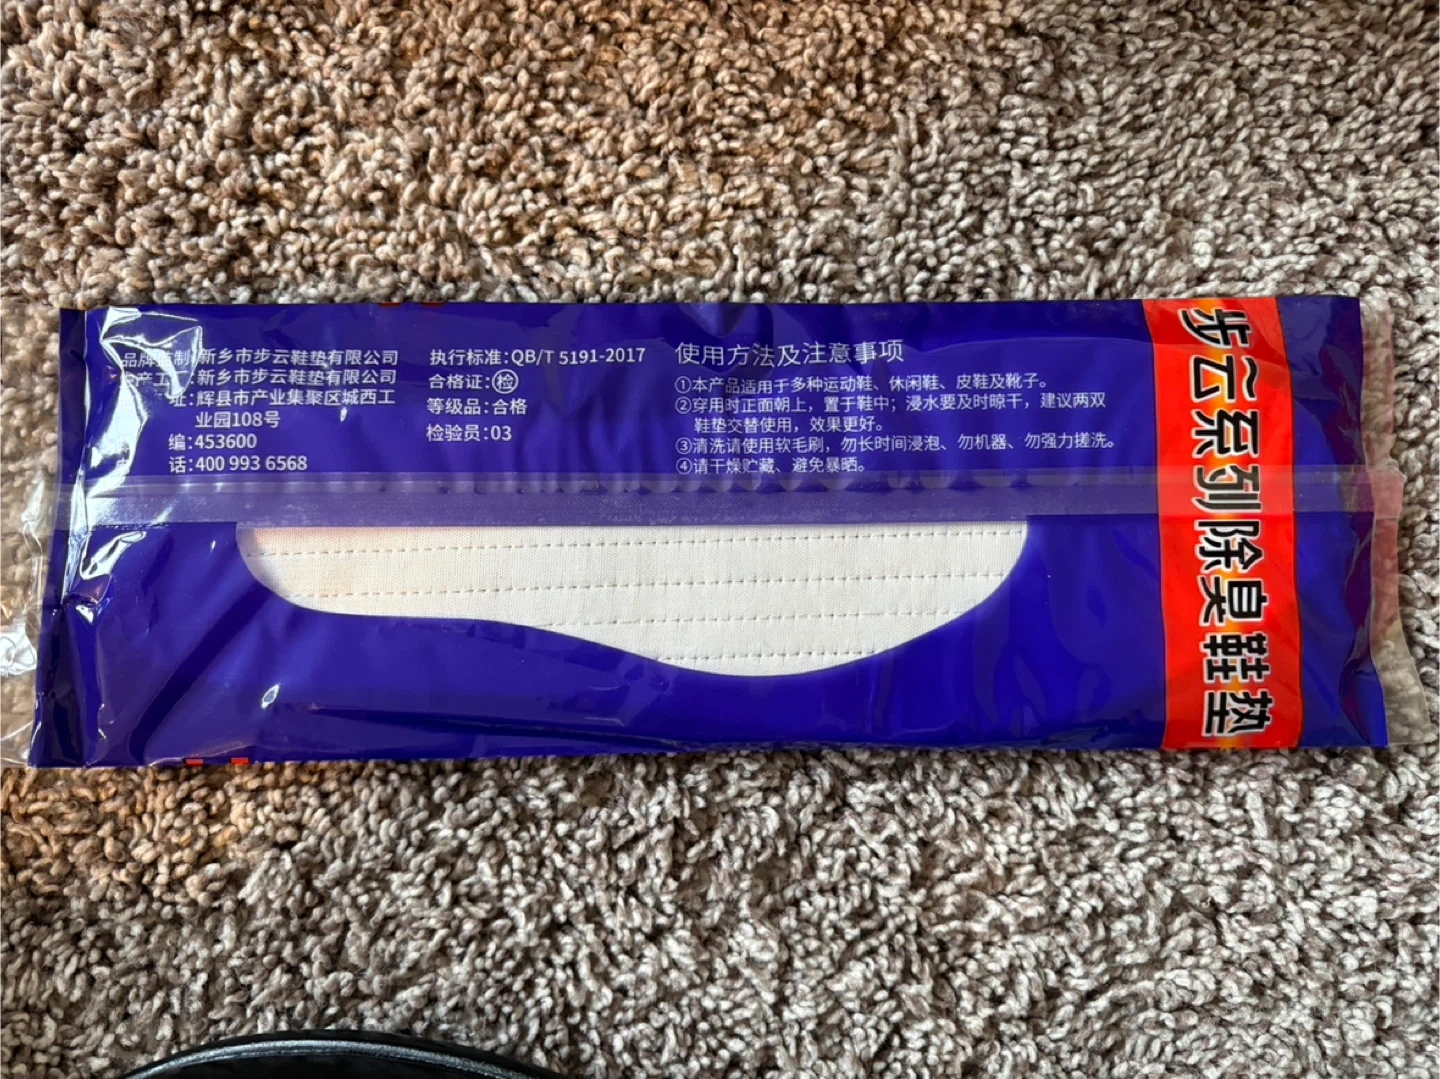 品牌监制:新乡市步云鞋垫有限公司
产工 :新乡市步云鞋垫有限公司
址:辉县市产业集聚区城西工
业园108号
编:453600
话:400 993 6568
执行标准:QB/T 5191-2017
合格证:检
等级品:合格
检验员:03
使用方法及注意事项
①本产品适用于多种运动鞋、休闲鞋、皮鞋及靴子。
②穿用时正面朝上，置于鞋中；浸水要及时晾干，建议两双
鞋垫交替使用，效果更好。
③清洗请使用软毛刷，勿长时间浸泡、勿机器、勿强力搓洗。
④请干燥贮藏、避免暴晒。
步云系列除臭鞋垫